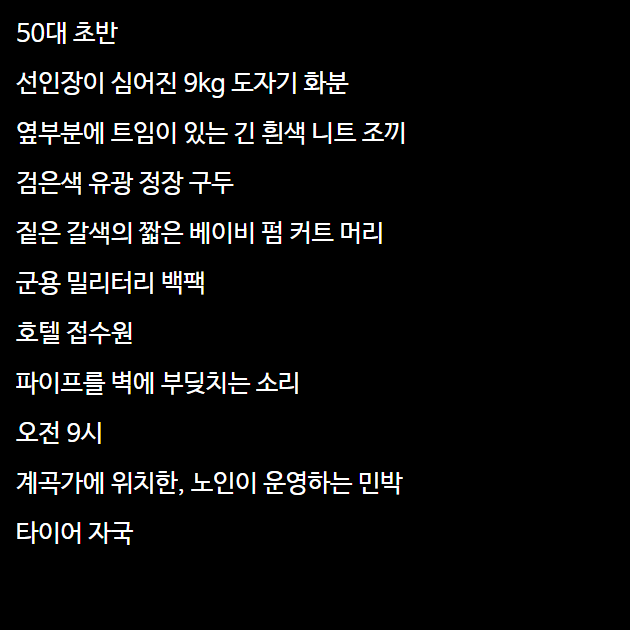 50대 초반
선인장이 심어진 9kg 도자기 화분
옆부분에 트임이 있는 긴 흰색 니트 조끼
검은색 유광 정장 구두
짙은 갈색의 짧은 베이비 펌 커트 머리
군용 밀리터리 백팩
호텔 접수원
파이프를 벽에 부딪치는 소리
오전 9시
계곡가에 위치한, 노인이 운영하는 민박
타이어 자국